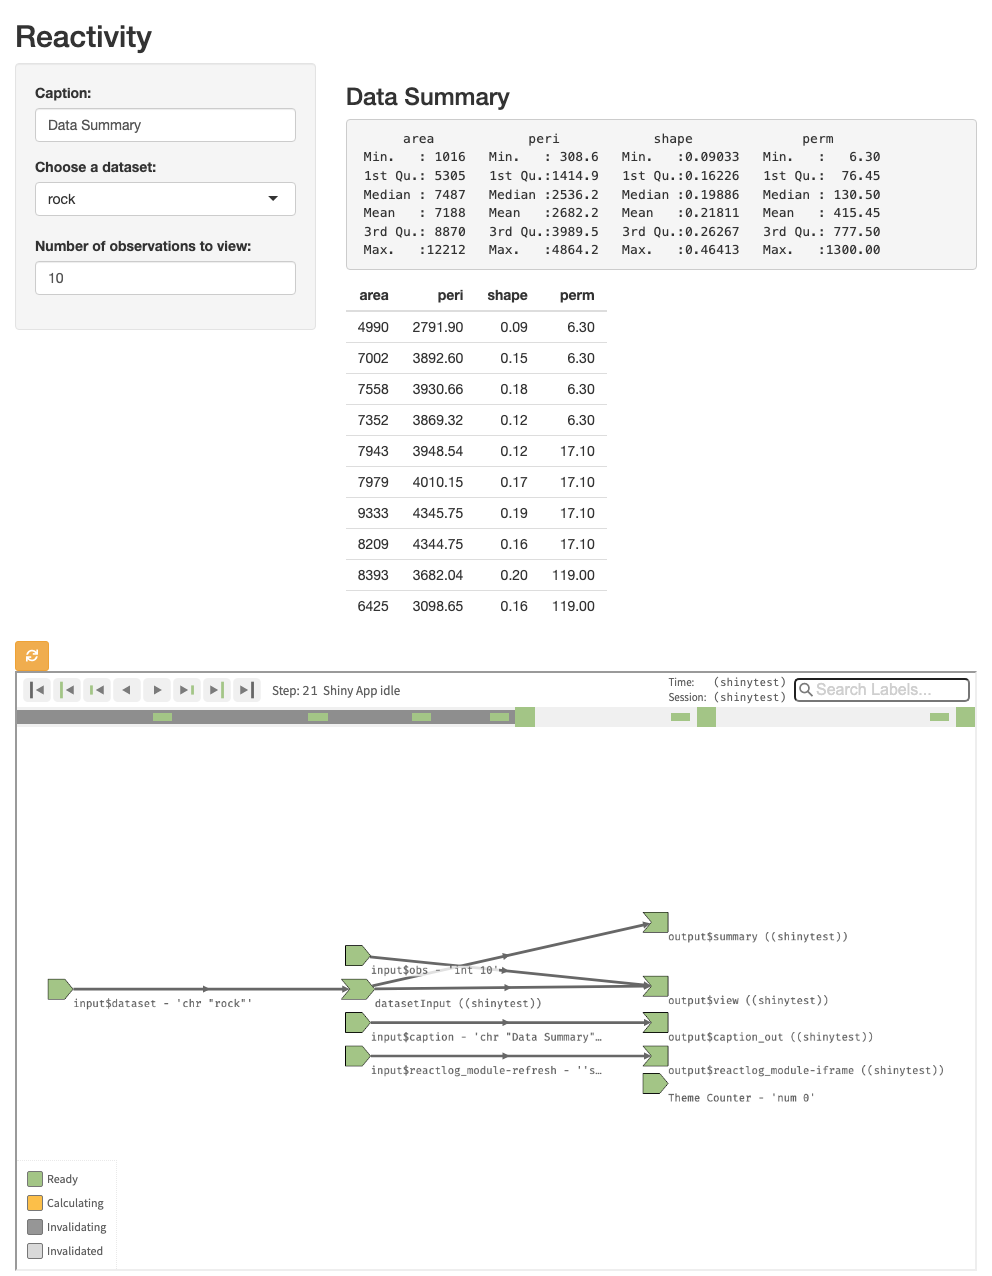 Reactivity
Caption:
Data Summary
Choose a dataset:
rock
Number of observations to view:
10
Data Summary
area peri shape perm
Min. : 1016 Min. : 308.6 Min. :0.09033 Min. : 6.30
1st Qu.: 5305 1st Qu.:1414.9 1st Qu.:0.16226 1st Qu.: 76.45
Median : 7487 Median :2536.2 Median :0.19886 Median : 130.50
Mean : 7188 Mean :2682.2 Mean :0.21811 Mean : 415.45
3rd Qu.: 8870 3rd Qu.:3989.5 3rd Qu.:0.26267 3rd Qu.: 777.50
Max. :12212 Max. :4864.2 Max. :0.46413 Max. :1300.00
area peri shape perm
4990 2791.90 0.09 6.30
7002 3892.60 0.15 6.30
7558 3930.66 0.18 6.30
7352 3869.32 0.12 6.30
7943 3948.54 0.12 17.10
7979 4010.15 0.17 17.10
9333 4345.75 0.19 17.10
8209 4344.75 0.16 17.10
8393 3682.04 0.20 119.00
6425 3098.65 0.16 119.00
Step: 21 Shiny App idle
Time: (shinytest)
Session: (shinytest)
Search Labels...
output$summary ((shinytest))
input$obs - 'int 10'
input$dataset - 'chr "rock"'
datasetInput ((shinytest))
output$view ((shinytest))
input$caption - 'chr "Data Summary"…
output$caption_out ((shinytest))
input$reactlog_module-refresh - ''s…
output$reactlog_module-iframe ((shinytest))
Theme Counter - 'num 0'
Ready
Calculating
Invalidating
Invalidated